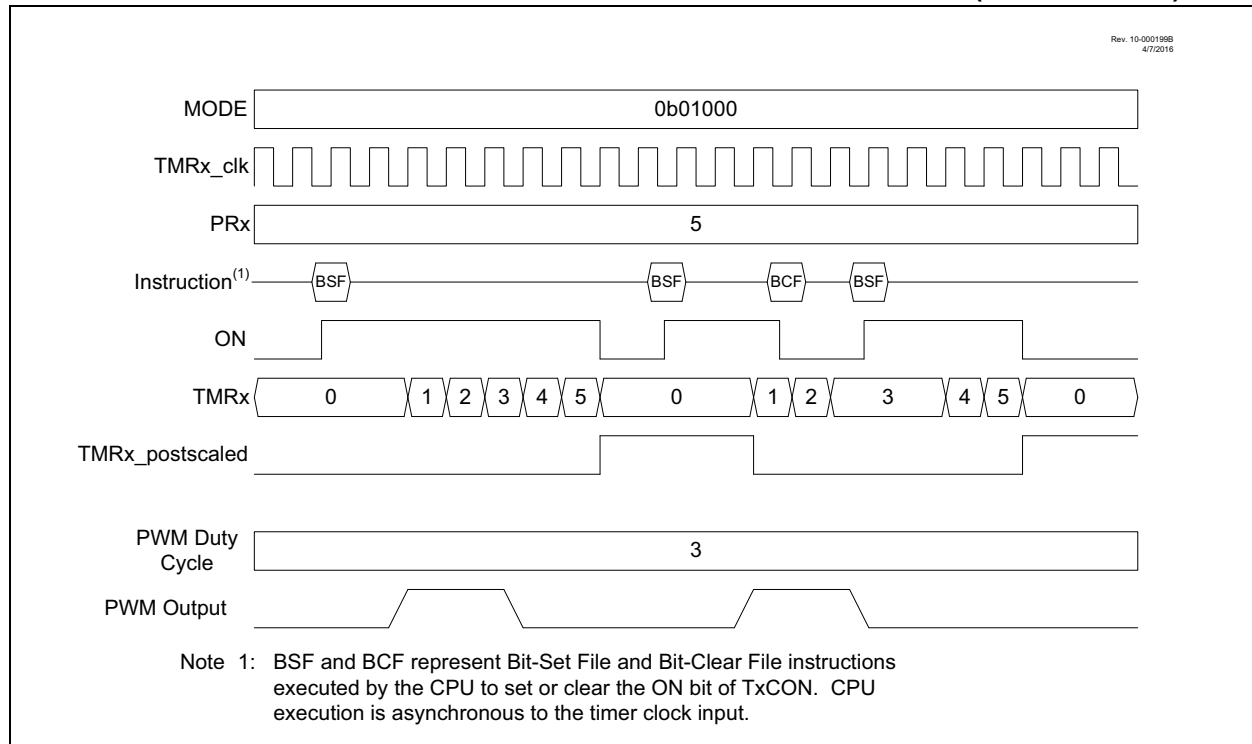 Rev. 10-000199B
4/7/2016
MODE 0b01000
TMRx_clk
PRx 5
Instruction(1) BSF BSF BCF BSF
ON
TMRx 0 1 2 3 4 5 0 1 2 3 4 5 0
TMRx_postscaled
PWM Duty
Cycle 3
PWM Output
Note 1: BSF and BCF represent Bit-Set File and Bit-Clear File instructions
executed by the CPU to set or clear the ON bit of TxCON. CPU
execution is asynchronous to the timer clock input.